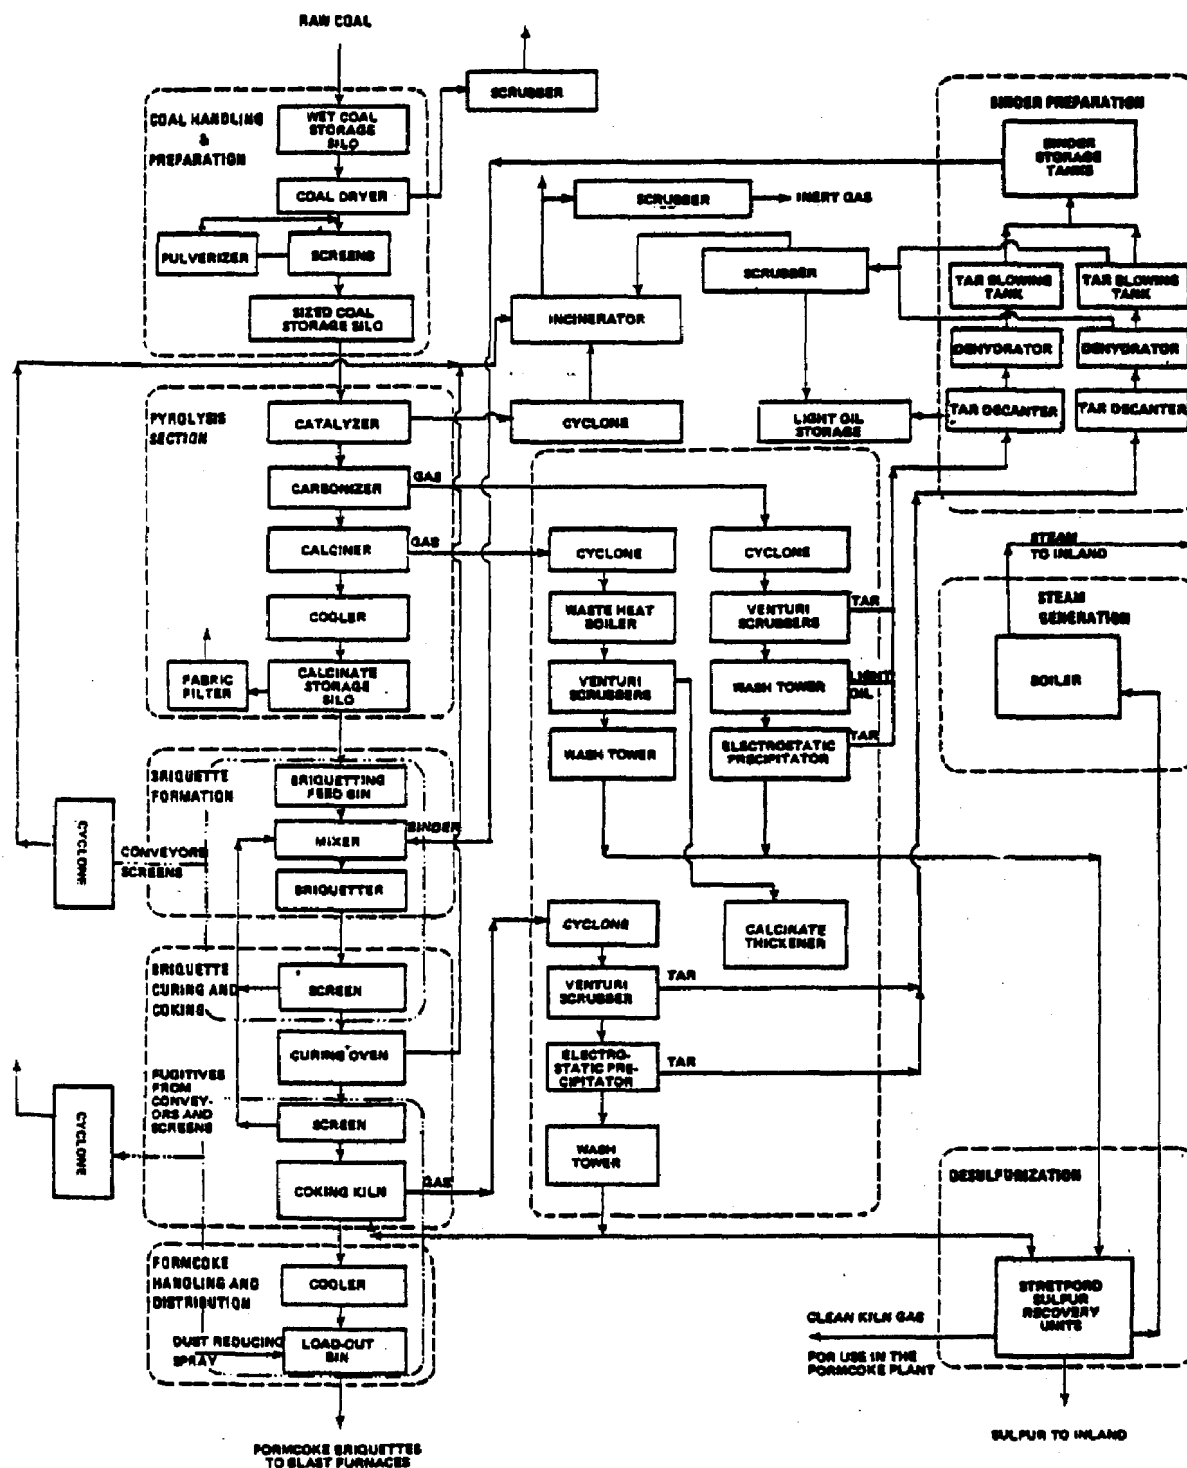 RAW COAL
SCRUBBER
COAL HANDLING
&
PREPARATION
WET COAL
STORAGE
SILO
COAL DRYER
PULVERIZER
SCREENS
SIZED COAL
STORAGE SILO
SCRUBBER
INERT GAS
SCRUBBER
INCINERATOR
CYCLONE
LIGHT OIL
STORAGE
BINDER PREPARATION
BINDER
STORAGE
TANKS
TAR BLOWING
TANK
TAR BLOWING
TANK
DEHYDRATOR
DEHYDRATOR
TAR DECANTER
TAR DECANTER
PYROLYSIS
SECTION
CATALYZER
CARBONIZER
GAS
CALCINER
GAS
COOLER
FABRIC
FILTER
CALCINATE
STORAGE
SILO
CYCLONE
WASTE HEAT
BOILER
VENTURI
SCRUBBERS
WASH TOWER
CYCLONE
VENTURI
SCRUBBERS
TAR
WASH TOWER
LIGHT
OIL
ELECTROSTATIC
PRECIPITATOR
TAR
STEAM
TO INLAND
STEAM
GENERATION
BOILER
BRIQUETTE
FORMATION
BRIQUETTING
FEED BIN
MIXER
BINDER
BRIQUETTER
CYCLONE
CONVEYORS
SCREENS
CYCLONE
CALCINATE
THICKENER
VENTURI
SCRUBBER
TAR
ELECTRO-
STATIC PRE-
CIPITATOR
TAR
WASH
TOWER
BRIQUETTE
CURING AND
COKING
SCREEN
CURING OVEN
FUGITIVES
FROM
CONVEY-
ORS AND
SCREENS
SCREEN
CYCLONE
COKING KILN
GAS
FORMCOKE
HANDLING AND
DISTRIBUTION
COOLER
DUST REDUCING
SPRAY
LOAD-OUT
BIN
FORMCOKE BRIQUETTES
TO BLAST FURNACES
DESULFURIZATION
STRETFORD
SULFUR
RECOVERY
UNITS
CLEAN KILN GAS
FOR USE IN THE
FORMCOKE PLANT
SULFUR TO INLAND